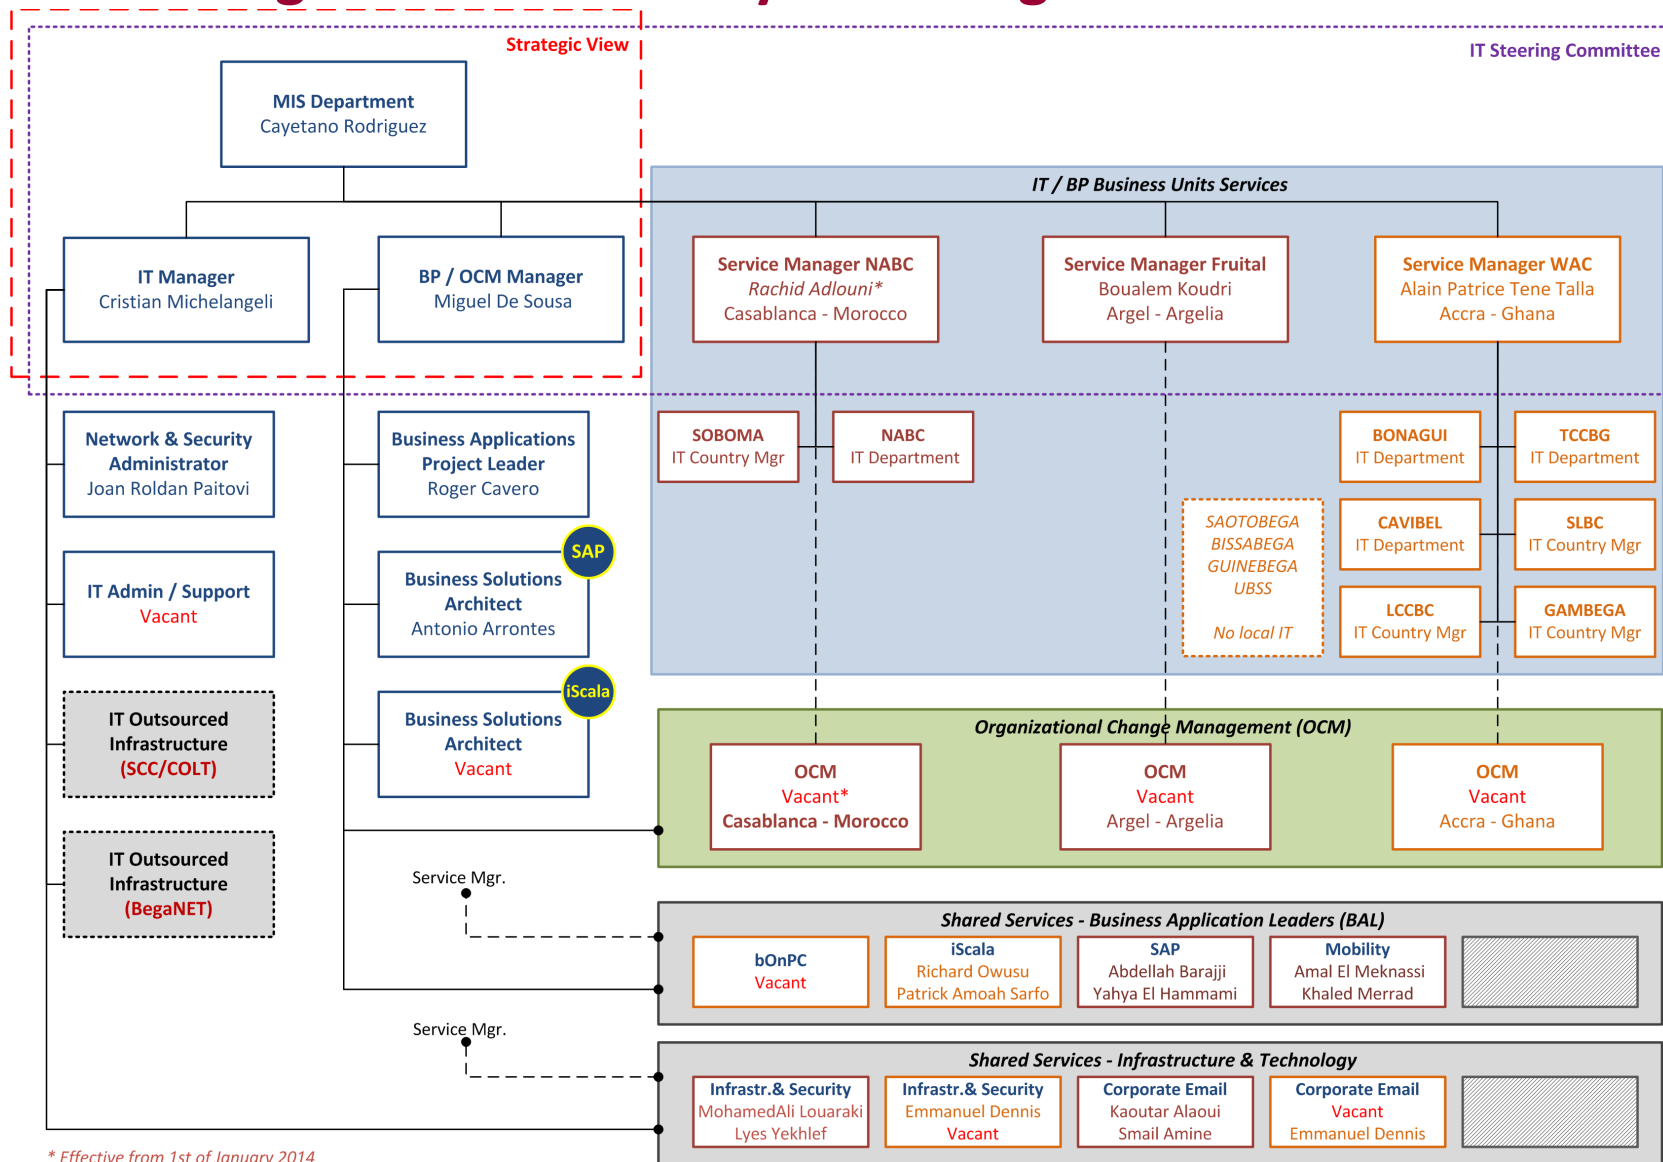 Strategic View
IT Steering Committee
MIS Department
Cayetano Rodriguez
IT / BP Business Units Services
IT Manager
Cristian Michelangeli
BP / OCM Manager
Miguel De Sousa
Service Manager NABC
Rachid Adlouni*
Casablanca - Morocco
Service Manager Fruital
Boualem Koudri
Argel - Argelia
Service Manager WAC
Alain Patrice Tene Talla
Accra - Ghana
Network & Security
Administrator
Joan Roldan Paitovi
Business Applications
Project Leader
Roger Cavero
SOBOMA
IT Country Mgr
NABC
IT Department
BONAGUI
IT Department
TCCBG
IT Department
SAOTOBEGA
BISSABEGA
GUINEBEGA
UBSS
No local IT
CAVIBEL
IT Department
SLBC
IT Country Mgr
LCCBC
IT Country Mgr
GAMBEGA
IT Country Mgr
IT Admin / Support
Vacant
SAP
Business Solutions
Architect
Antonio Arrontes
IT Outsourced
Infrastructure
(SCC/COLT)
iScala
Business Solutions
Architect
Vacant
Organizational Change Management (OCM)
OCM
Vacant*
Casablanca - Morocco
OCM
Vacant
Argel - Argelia
OCM
Vacant
Accra - Ghana
IT Outsourced
Infrastructure
(BegaNET)
Service Mgr.
Shared Services - Business Application Leaders (BAL)
bOnPC
Vacant
iScala
Richard Owusu
Patrick Amoah Sarfo
SAP
Abdellah Barajji
Yahya El Hammami
Mobility
Amal El Meknassi
Khaled Merrad
Service Mgr.
Shared Services - Infrastructure & Technology
Infrastr.& Security
MohamedAli Louaraki
Lyes Yekhlef
Infrastr.& Security
Emmanuel Dennis
Vacant
Corporate Email
Kaoutar Alaoui
Smail Amine
Corporate Email
Vacant
Emmanuel Dennis
* Effective from 1st of January 2014